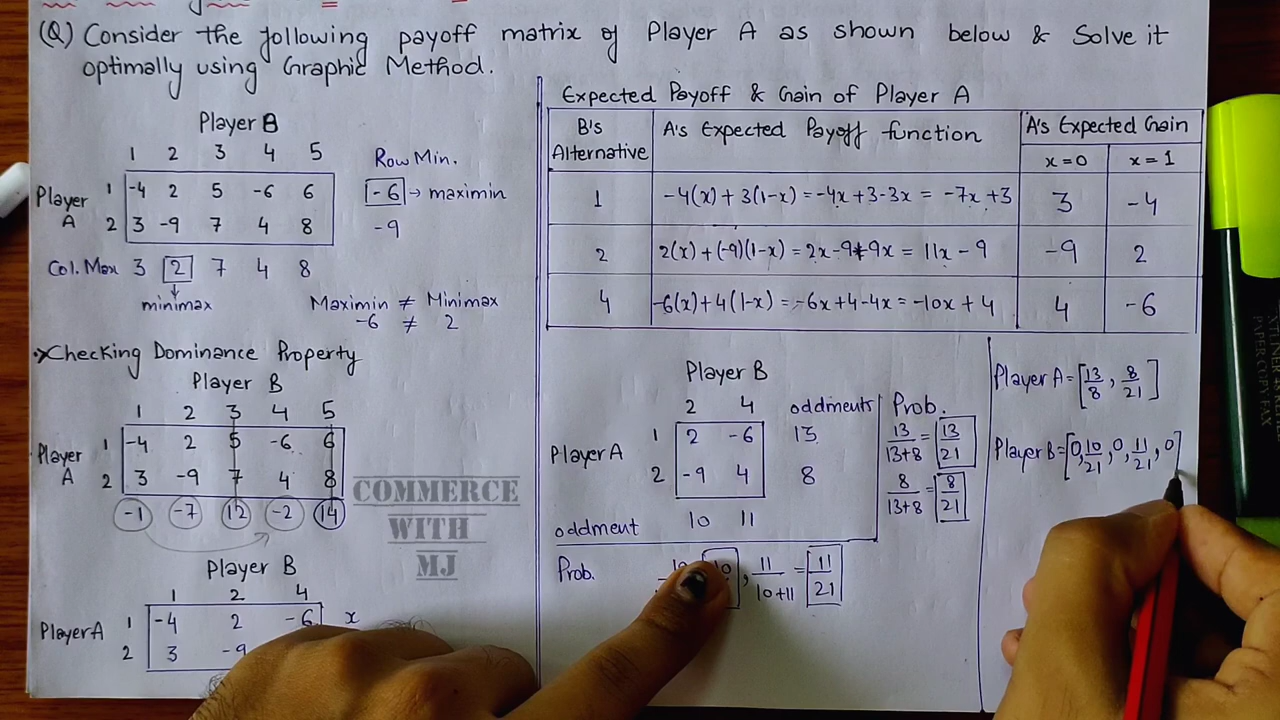 (Q) Consider the following payoff matrix of Player A as shown below & Solve it
optimally using Graphic Method.
Player B
1 2 3 4 5
Row Min.
Player A
1 -4 2 5 -6 6 -6 → maximin
2 3 -9 7 4 8 -9
Col. Max 3 2 7 4 8
↓
minimax
Maximin ≠ Minimax
-6 ≠ 2
Checking Dominance Property
Player B
1 2 3 4 5
Player A
1 -4 2 5 -6 6
2 3 -9 7 4 8
-1 -7 12 -2 14
Player B
1 2 4
Player A 1 -4 2 -6 x
2 3 -9
COMMERCE
WITH
MJ
Expected Payoff & Gain of Player A
B's Alternative A's Expected Payoff function A's Expected Gain
x=0 x=1
1 -4(x)+3(1-x)=-4x+3-3x = -7x+3 3 -4
2 2(x)+(-9)(1-x)=2x-9+9x = 11x-9 -9 2
4 -6(x)+4(1-x)=-6x+4-4x=-10x+4 4 -6
Player B
2 4 oddments Prob.
Player A 1 2 -6 13 13/13+8 = 13/21
2 -9 4 8 8/13+8 = 8/21
oddment 10 11
Prob. , 11/10+11 = 11/21
Player A = [13/8, 8/21]
Player B = [0, 10/21, 0, 11/21, 0]